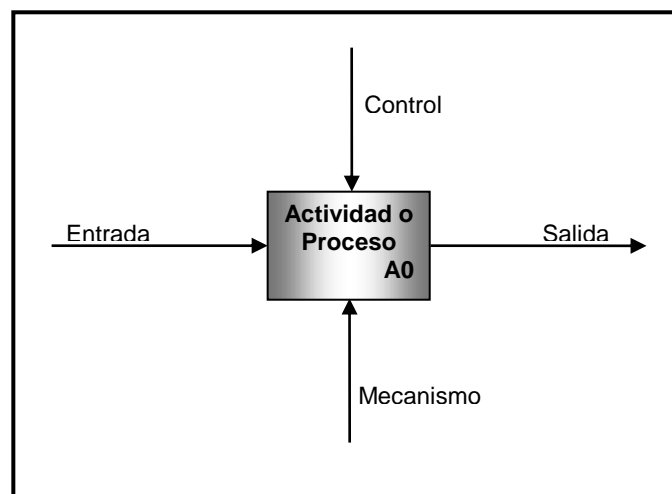 Control
Entrada
Actividad o
Proceso
A0
Salida
Mecanismo